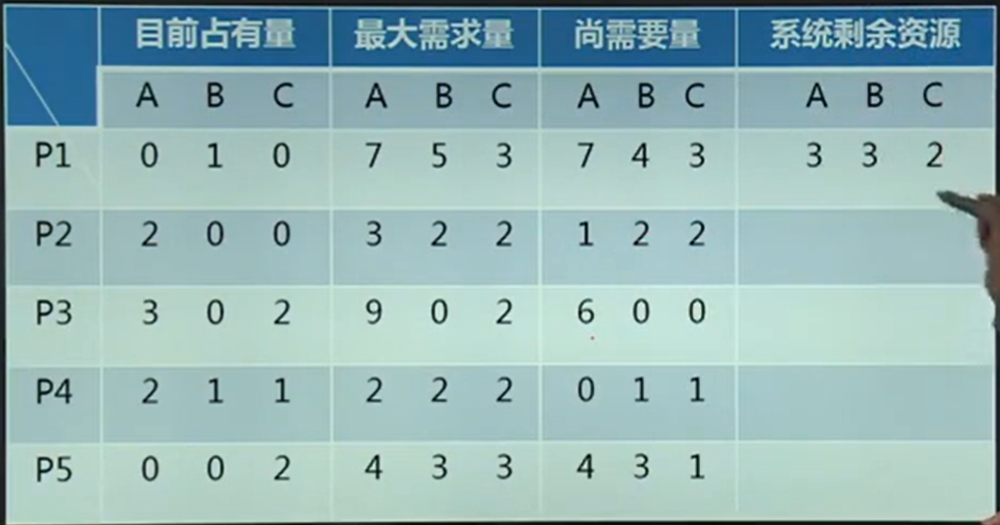 目前占有量 最大需求量 尚需要量 系统剩余资源
A B C A B C A B C A B C
P1 0 1 0 7 5 3 7 4 3 3 3 2
P2 2 0 0 3 2 2 1 2 2
P3 3 0 2 9 0 2 6 0 0
P4 2 1 1 2 2 2 0 1 1
P5 0 0 2 4 3 3 4 3 1